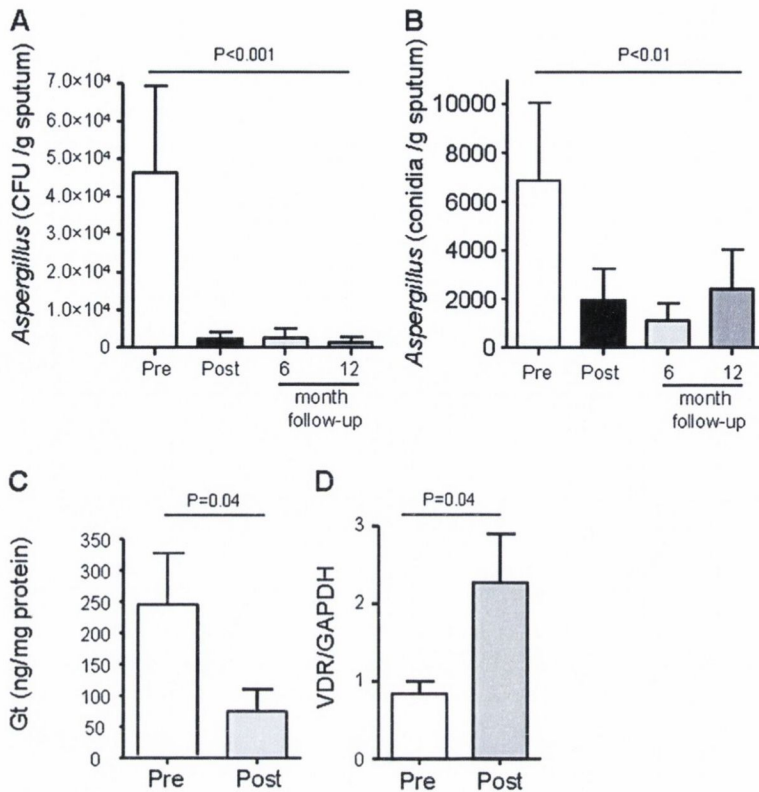 A
P<0.001
Aspergillus (CFU /g sputum)
7.0×10⁴
6.0×10⁴
5.0×10⁴
4.0×10⁴
3.0×10⁴
2.0×10⁴
1.0×10⁴
0
Pre Post 6 12
month
follow-up
B
P<0.01
Aspergillus (conidia /g sputum)
10000
8000
6000
4000
2000
0
Pre Post 6 12
month
follow-up
C
P=0.04
Gt (ng/mg protein)
350
300
250
200
150
100
50
0
Pre Post
D
P=0.04
VDR/GAPDH
3
2
1
0
Pre Post